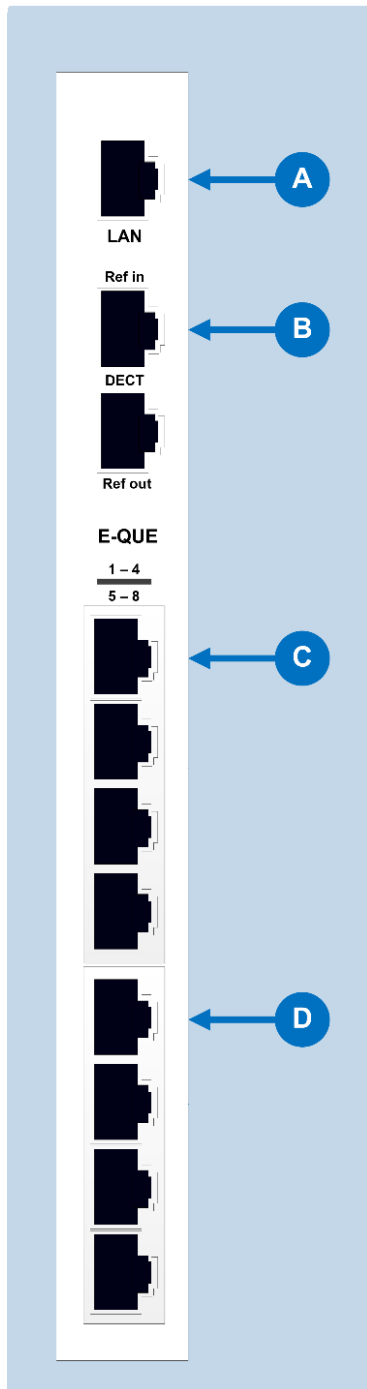 A
LAN
Ref in
B
DECT
Ref out
E-QUE
1 – 4
5 – 8
C
D